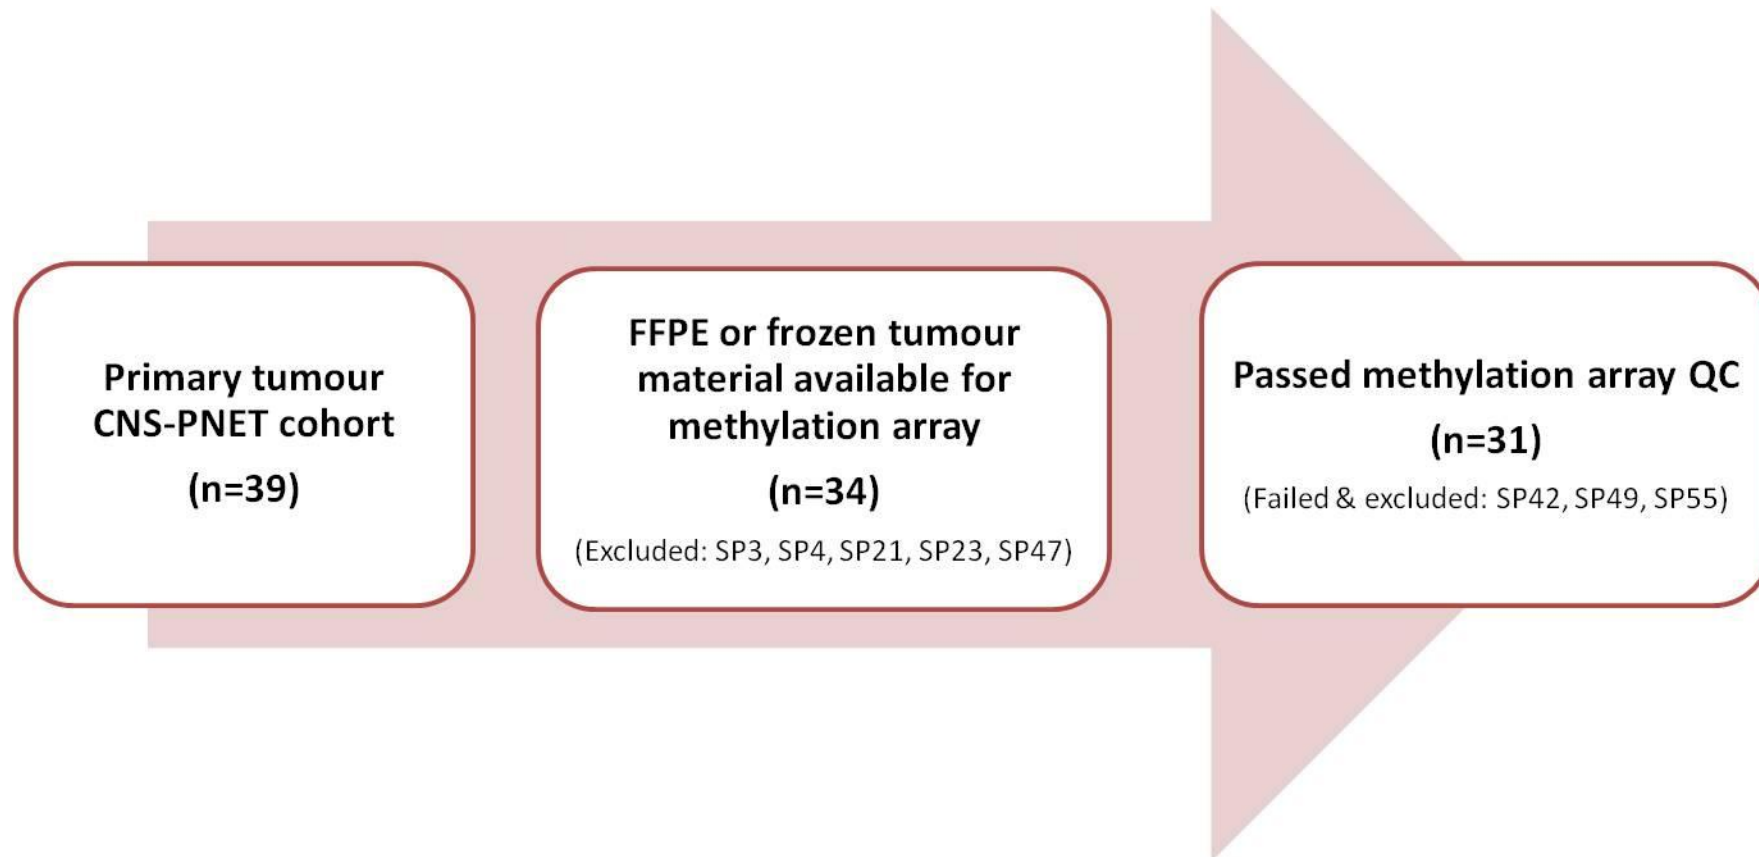 Primary tumour
CNS-PNET cohort
(n=39)
FFPE or frozen tumour
material available for
methylation array
(n=34)
(Excluded: SP3, SP4, SP21, SP23, SP47)
Passed methylation array QC
(n=31)
(Failed & excluded: SP42, SP49, SP55)